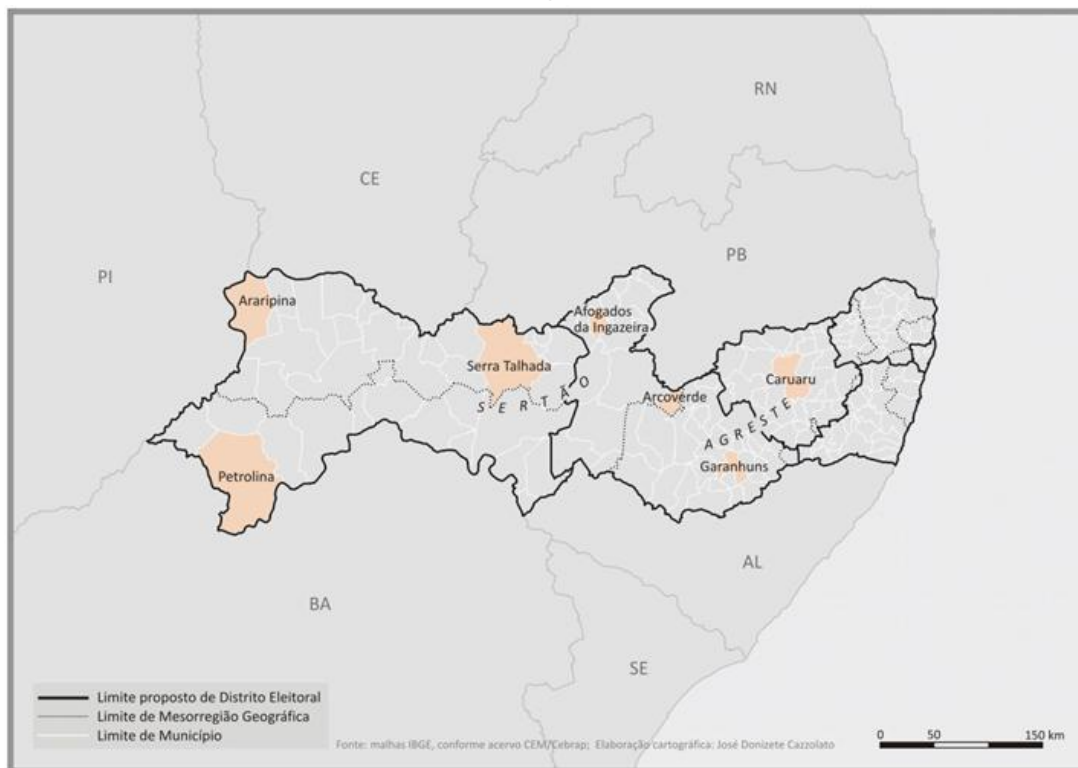 RN
CE
PB
PI
Araripina
Afogados
da Ingazeira
Serra Talhada
Caruaru
SERTÃO
Arcoverde
AGRESTE
Petrolina
Garanhuns
AL
BA
SE
Limite proposto de Distrito Eleitoral
Limite de Mesorregião Geográfica
Limite de Município
Fonte: malhas IBGE, conforme acervo CEM/Cebrap; Elaboração cartográfica: José Donizete Cazzolato
0 50 150 km